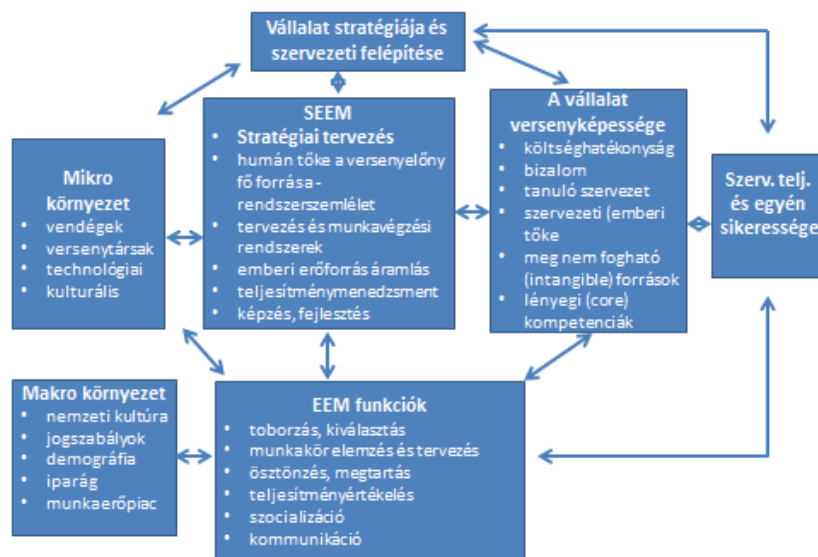 Vállalat stratégiája és
szervezeti felépítése
SEEM
• Stratégiai tervezés
• humán tőke a versenyelőny
fő forrása -
rendszerszemlélet
• tervezés és munkavégzési
rendszerek
• emberi erőforrás áramlás
• teljesítménymenedzsment
• képzés, fejlesztés
A vállalat
versenyképessége
• költséghatékonyság
• bizalom
• tanuló szervezet
• szervezeti (emberi
tőke
• meg nem fogható
(intangible) források
• lényegi (core)
kompetenciák
Szerv. telj.
és egyén
sikeressége
Mikro
környezet
• vendégek
• versenytársak
• technológiai
• kulturális
Makro környezet
• nemzeti kultúra
• jogszabályok
• demográfia
• iparág
• munkaerőpiac
EEM funkciók
• toborzás, kiválasztás
• munkakör elemzés és tervezés
• ösztönzés, megtartás
• teljesítményértékelés
• szocializáció
• kommunikáció